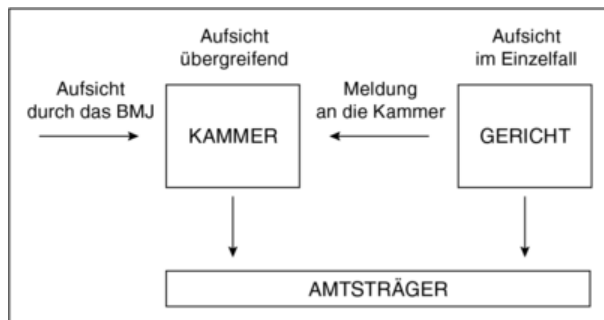 Aufsicht
übergreifend
Aufsicht
im Einzelfall
Aufsicht
durch das BMJ
Meldung
an die Kammer
KAMMER
GERICHT
AMTSTRÄGER